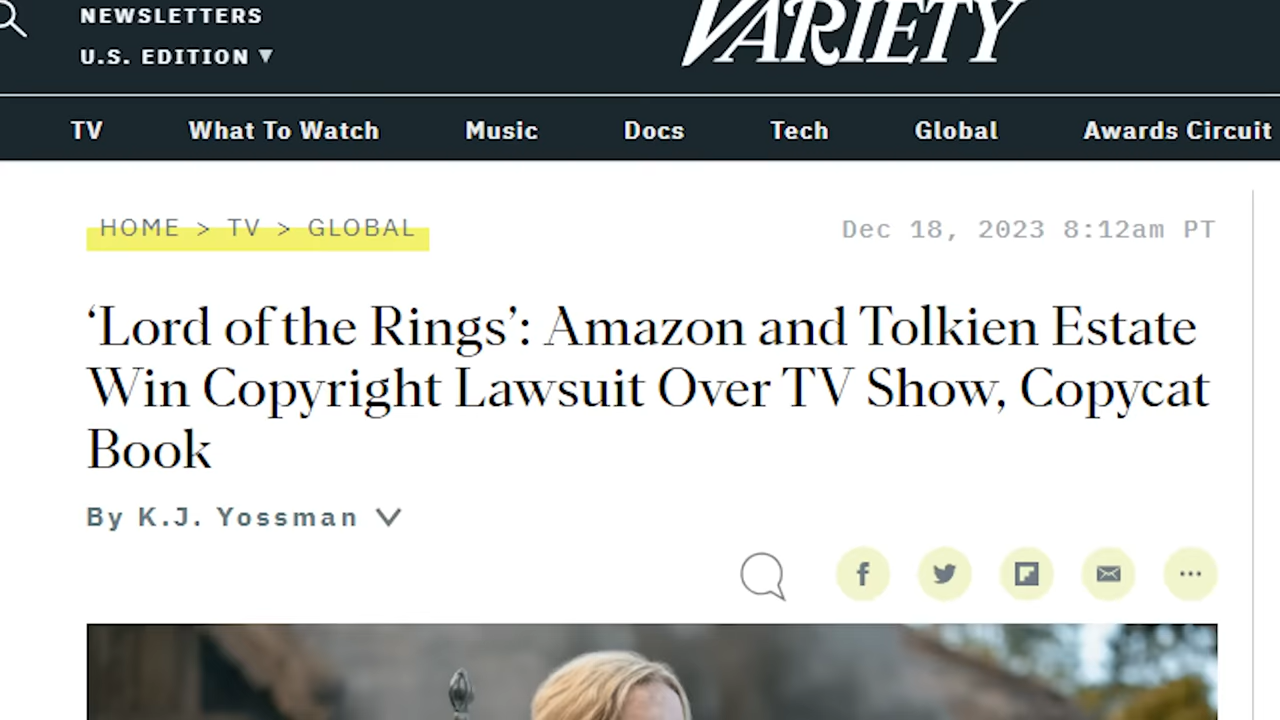 NEWSLETTERS
U.S. EDITION ▼
VARIETY
TV What To Watch Music Docs Tech Global Awards Circuit
HOME > TV > GLOBAL
Dec 18, 2023 8:12am PT
‘Lord of the Rings’: Amazon and Tolkien Estate
Win Copyright Lawsuit Over TV Show, Copycat
Book
By K.J. Yossman